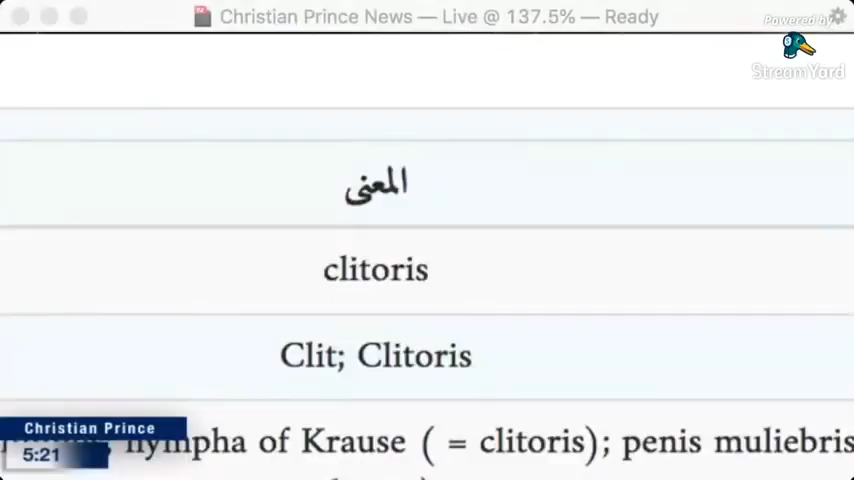 Christian Prince News — Live @ 137.5% — Ready
Powered by
StreamYard
المعنى
clitoris
Clit; Clitoris
nympha of Krause ( = clitoris); penis muliebris
Christian Prince
5:21